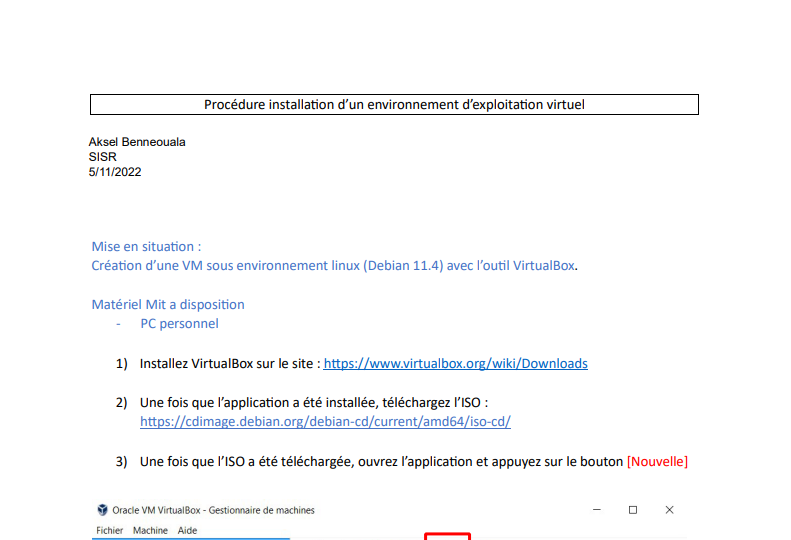 Procédure installation d'un environnement d'exploitation virtuel
Aksel Benneouala
SISR
5/11/2022
Mise en situation :
Création d'une VM sous environnement linux (Debian 11.4) avec l'outil VirtualBox.
Matériel Mit a disposition
- PC personnel
1) Installez VirtualBox sur le site : https://www.virtualbox.org/wiki/Downloads
2) Une fois que l'application a été installée, téléchargez l'ISO :
https://cdimage.debian.org/debian-cd/current/amd64/iso-cd/
3) Une fois que l'ISO a été téléchargée, ouvrez l'application et appuyez sur le bouton [Nouvelle]
Oracle VM VirtualBox - Gestionnaire de machines
Fichier Machine Aide